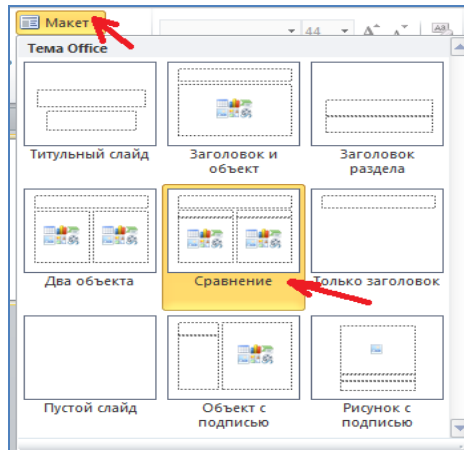 Макет
44
Тема Office
Титульный слайд
Заголовок и объект
Заголовок раздела
Два объекта
Сравнение
Только заголовок
Пустой слайд
Объект с подписью
Рисунок с подписью